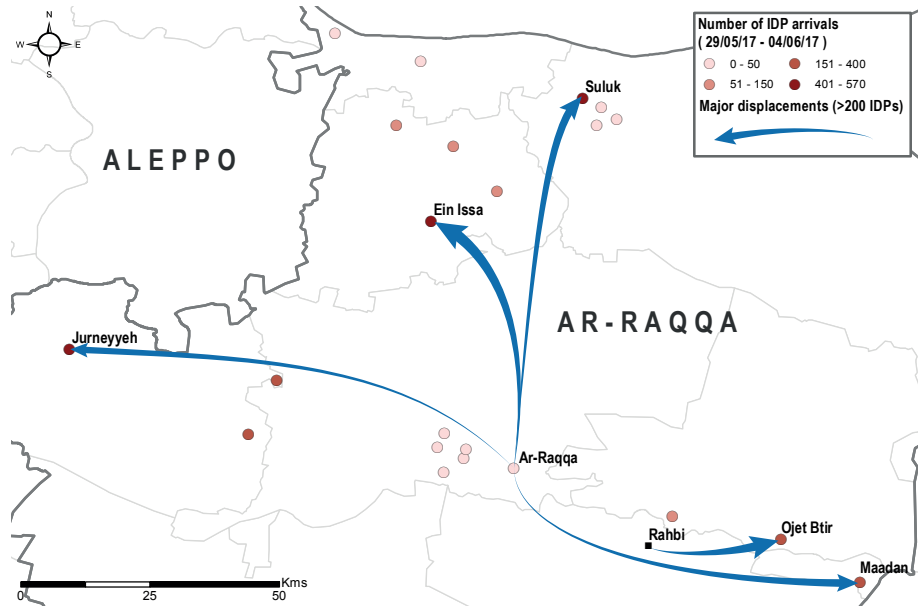 N
W E
S
Number of IDP arrivals
( 29/05/17 - 04/06/17 )
0 - 50
151 - 400
51 - 150
401 - 570
Major displacements (>200 IDPs)
Suluk
ALEPPO
Ein Issa
AR-RAQQA
Jurneyyeh
Ar-Raqqa
Rahbi
Ojet Btir
Maadan
Kms
0 25 50